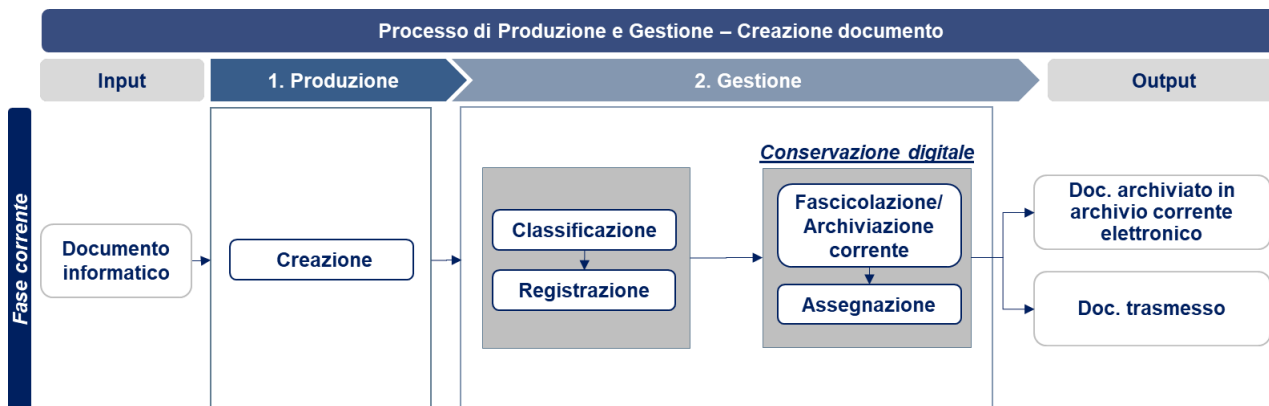 Processo di Produzione e Gestione – Creazione documento
Input
1. Produzione
2. Gestione
Output
Fase corrente
Documento
informatico
Creazione
Classificazione
Registrazione
Conservazione digitale
Fascicolazione/
Archiviazione
corrente
Assegnazione
Doc. archiviato in
archivio corrente
elettronico
Doc. trasmesso